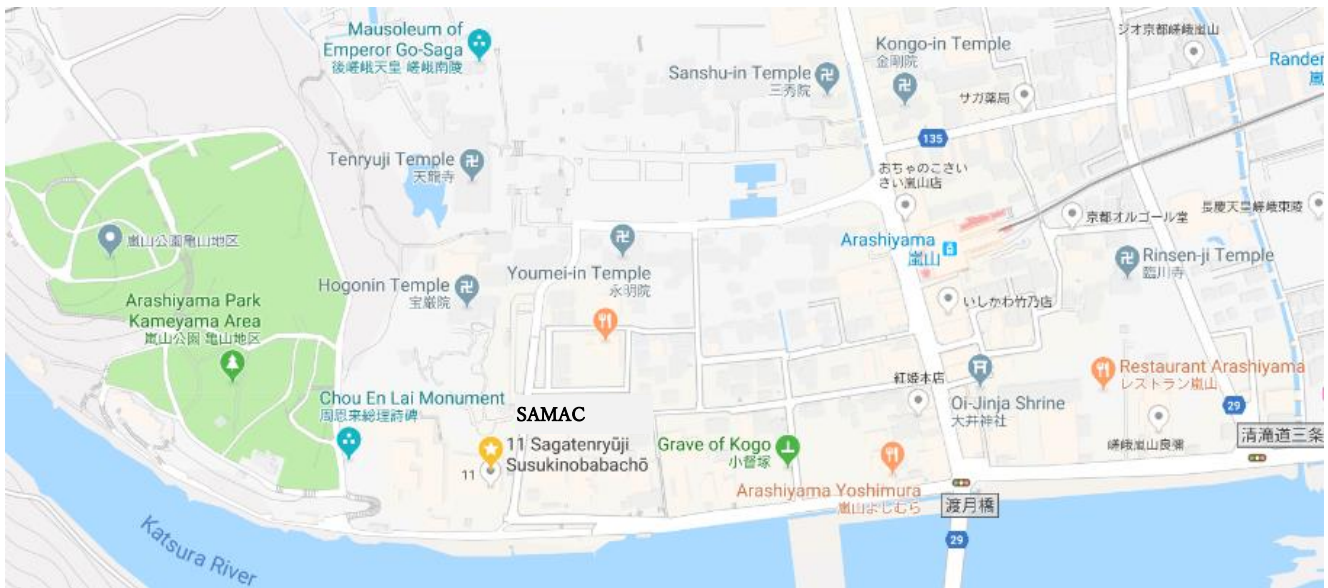 Mausoleum of
Emperor Go-Saga
後嵯峨天皇 嵯峨南陵
Kongo-in Temple
金剛院
ジオ京都嵯峨嵐山
Sanshu-in Temple
三秀院
サガ薬局
Rander
嵐
135
Tenryuji Temple
天龍寺
おちゃのこさい
さい嵐山店
長慶天皇嵯峨東陵
京都オルゴール堂
嵐山公園亀山地区
Arashiyama
嵐山
Youmei-in Temple
永明院
Rinsen-ji Temple
臨川寺
Hogonin Temple
宝厳院
いしかわ竹乃店
Arashiyama Park
Kameyama Area
嵐山公園 亀山地区
Restaurant Arashiyama
レストラン嵐山
紅姫本店
Oi-Jinja Shrine
大井神社
Chou En Lai Monument
周恩来総理詩碑
SAMAC
29
11 Sagatenryūji
Susukinobabachō
11
Grave of Kogo
小督塚
嵯峨嵐山良彌
清滝道三条
Arashiyama Yoshimura
嵐山よしむら
渡月橋
29
Katsura River